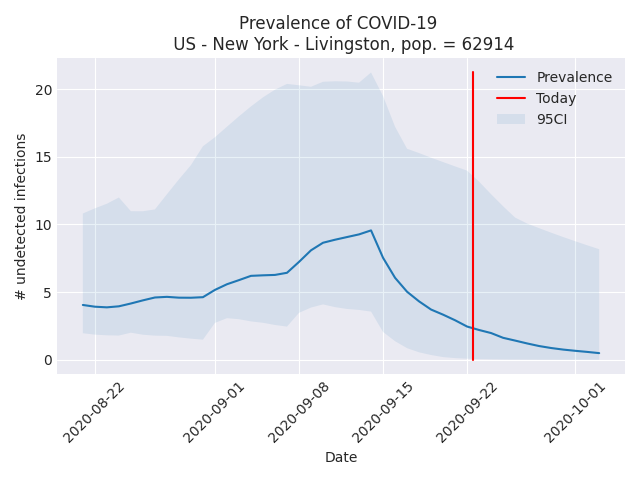 Prevalence of COVID-19
US - New York - Livingston, pop. = 62914
Prevalence
Today
95CI
# undetected infections
20
15
10
5
0
2020-08-22
2020-09-01
2020-09-08
2020-09-15
2020-09-22
2020-10-01
Date